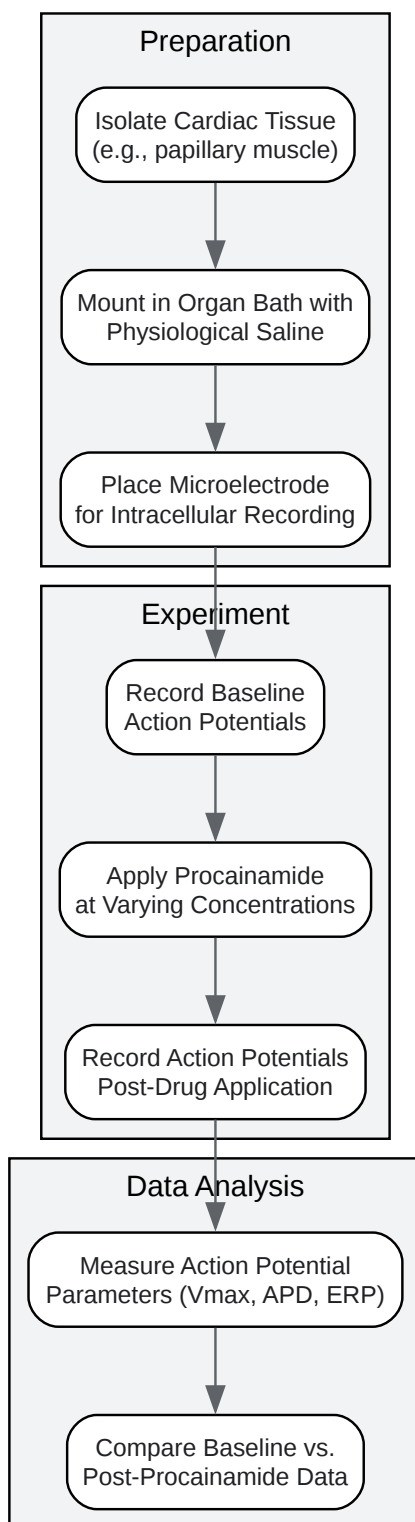 Preparation
Isolate Cardiac Tissue
(e.g., papillary muscle)
Mount in Organ Bath with
Physiological Saline
Place Microelectrode
for Intracellular Recording
Experiment
Record Baseline
Action Potentials
Apply Procainamide
at Varying Concentrations
Record Action Potentials
Post-Drug Application
Data Analysis
Measure Action Potential
Parameters (Vmax, APD, ERP)
Compare Baseline vs.
Post-Procainamide Data